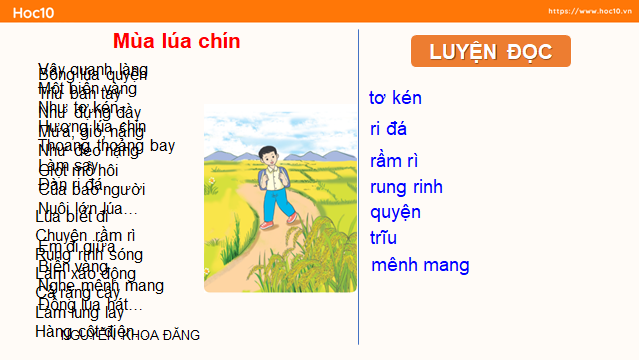 Hoc10
https://www.hoc10.vn
Mùa lúa chín
Vây quanh làng
Một biển vàng
Như tơ kén...
Hương lúa chín
Thoang thoảng bay
Làm say say
Đàn ri đá
Lúa biết đi
Chuyện rầm rì
Rung rinh sóng
Làm xao động
Cả rặng cây
Làm lung lay
Hàng cột điện...
Bông lúa quyện
Trĩu bàn tay
Như đựng đầy
Mưa, gió nắng
Như đeo nặng
Giọt mồ hôi
Của bao người
Nuôi lớn lúa...
Em đi giữa
Biển vàng
Nghe mênh mang
Đồng lúa hát...
NGUYỄN KHOA ĐĂNG
LUYỆN ĐỌC
tơ kén
ri đá
rầm rì
rung rinh
quyện
trĩu
mênh mang